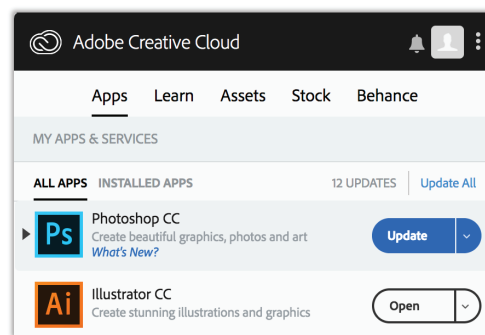 Adobe Creative Cloud
Apps Learn Assets Stock Behance
MY APPS & SERVICES
ALL APPS INSTALLED APPS 12 UPDATES Update All
Ps
Photoshop CC
Create beautiful graphics, photos and art
What's New?
Update
Ai
Illustrator CC
Create stunning illustrations and graphics
Open